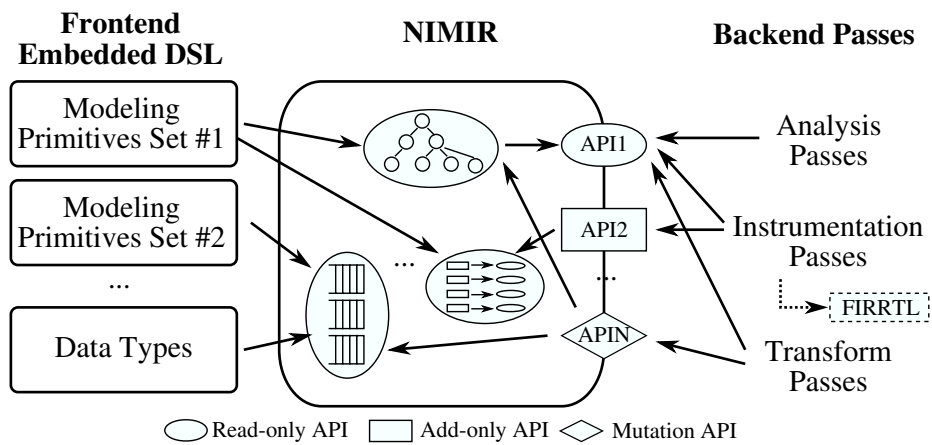 Frontend
Embedded DSL
NIMIR
Backend Passes
Modeling
Primitives Set #1
Modeling
Primitives Set #2
...
Data Types
...
API1
API2
...
APIN
Analysis
Passes
Instrumentation
Passes
FIRRTL
Transform
Passes
Read-only API
Add-only API
Mutation API